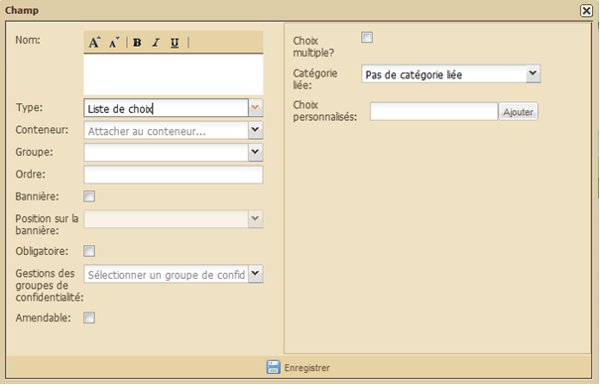 Champ
Nom:
A A B I U
Type: Liste de choix
Conteneur: Attacher au conteneur...
Groupe:
Ordre:
Bannière:
Position sur la
bannière:
Obligatoire:
Gestions des
groupes de
confidentialité:
Sélectionner un groupe de confid
Amendable:
Choix
multiple?
Catégorie
liée:
Pas de catégorie liée
Choix
personnalisés:
Ajouter
Enregistrer